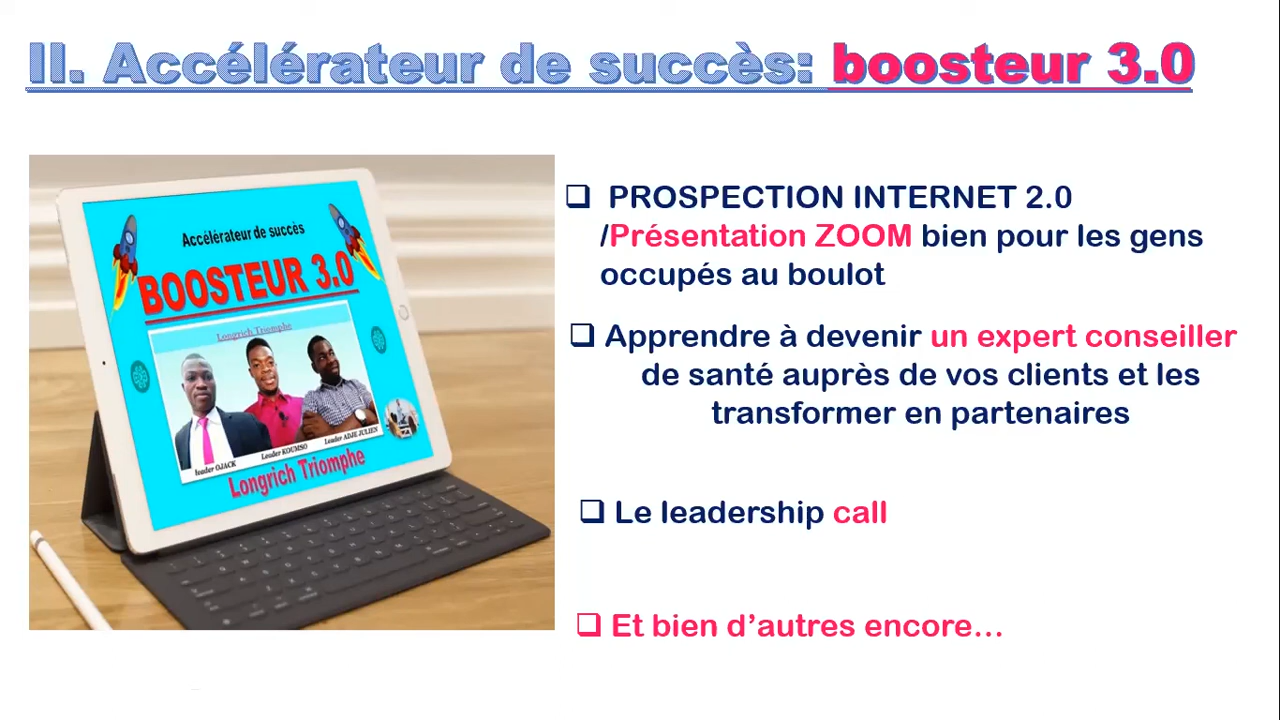 II. Accélérateur de succès: boosteur 3.0
Accélérateur de succès
BOOSTEUR 3.0
Longrich Triomphe
leader OJACK
Leader KOUMSO
Leader ADJE JULIEN
Longrich Triomphe
❑ PROSPECTION INTERNET 2.0
/Présentation ZOOM bien pour les gens
occupés au boulot
❑ Apprendre à devenir un expert conseiller
de santé auprès de vos clients et les
transformer en partenaires
❑ Le leadership call
❑ Et bien d’autres encore…